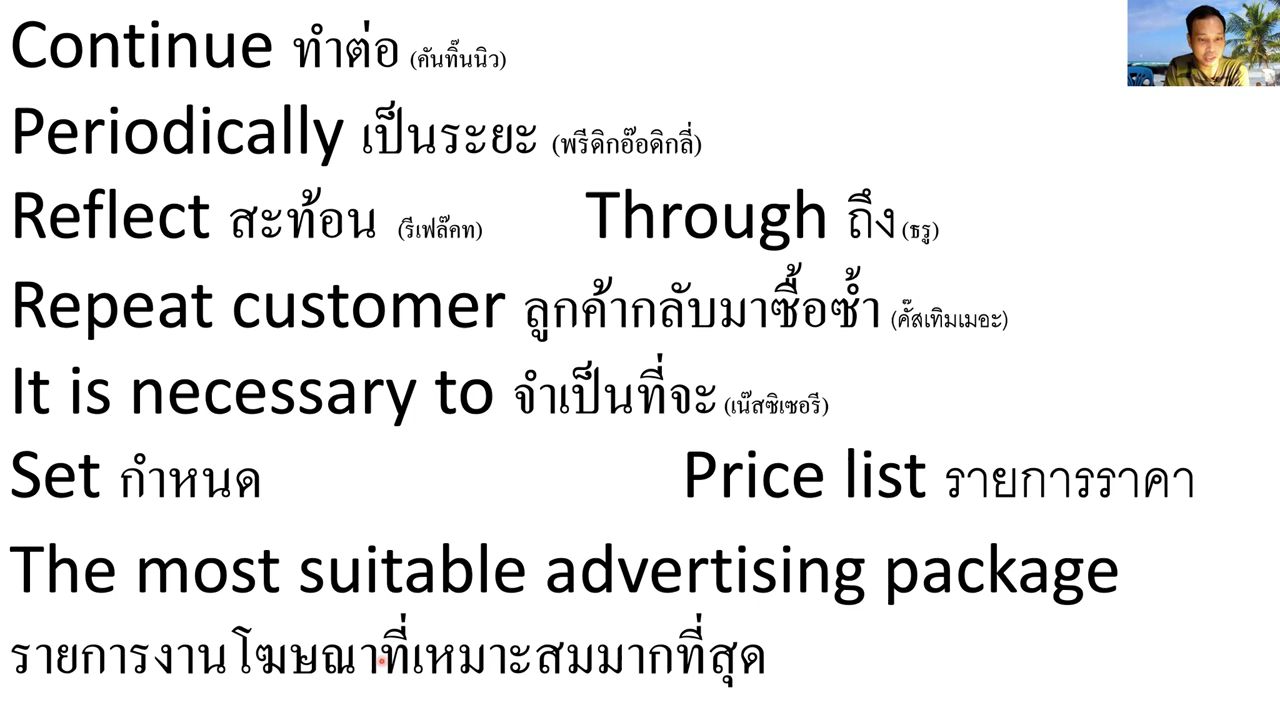 Continue ทำต่อ (คันทิ๊นนิว)
Periodically เป็นระยะ (พรีดิกอ๊อดิกลี่)
Reflect สะท้อน (รีเฟล๊คท) Through ถึง (ธรู)
Repeat customer ลูกค้ากลับมาซื้อซ้ำ (คั๊สเทิมเมอะ)
It is necessary to จำเป็นที่จะ (เน๊สซิเซอรี)
Set กำหนด Price list รายการราคา
The most suitable advertising package
รายการงานโฆษณาที่เหมาะสมมากที่สุด